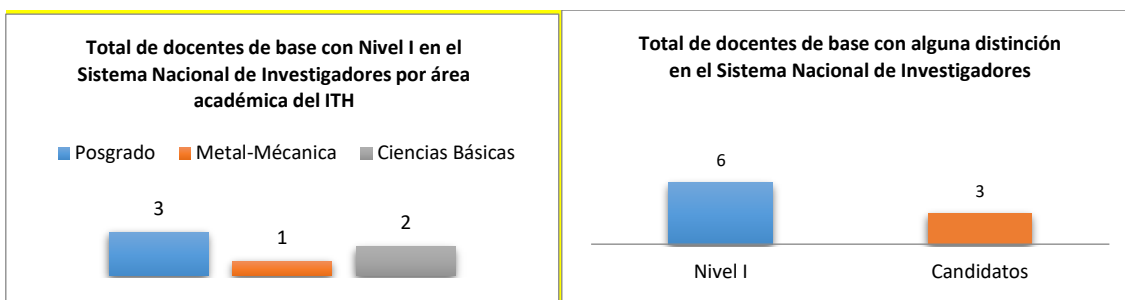 Total de docentes de base con Nivel I en el
Sistema Nacional de Investigadores por área
académica del ITH
Posgrado Metal-Mécanica Ciencias Básicas
3
1
2
Total de docentes de base con alguna distinción
en el Sistema Nacional de Investigadores
6
3
Nivel I Candidatos